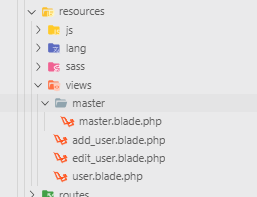 resources
js
lang
sass
views
master
master.blade.php
add_user.blade.php
edit_user.blade.php
user.blade.php
routes